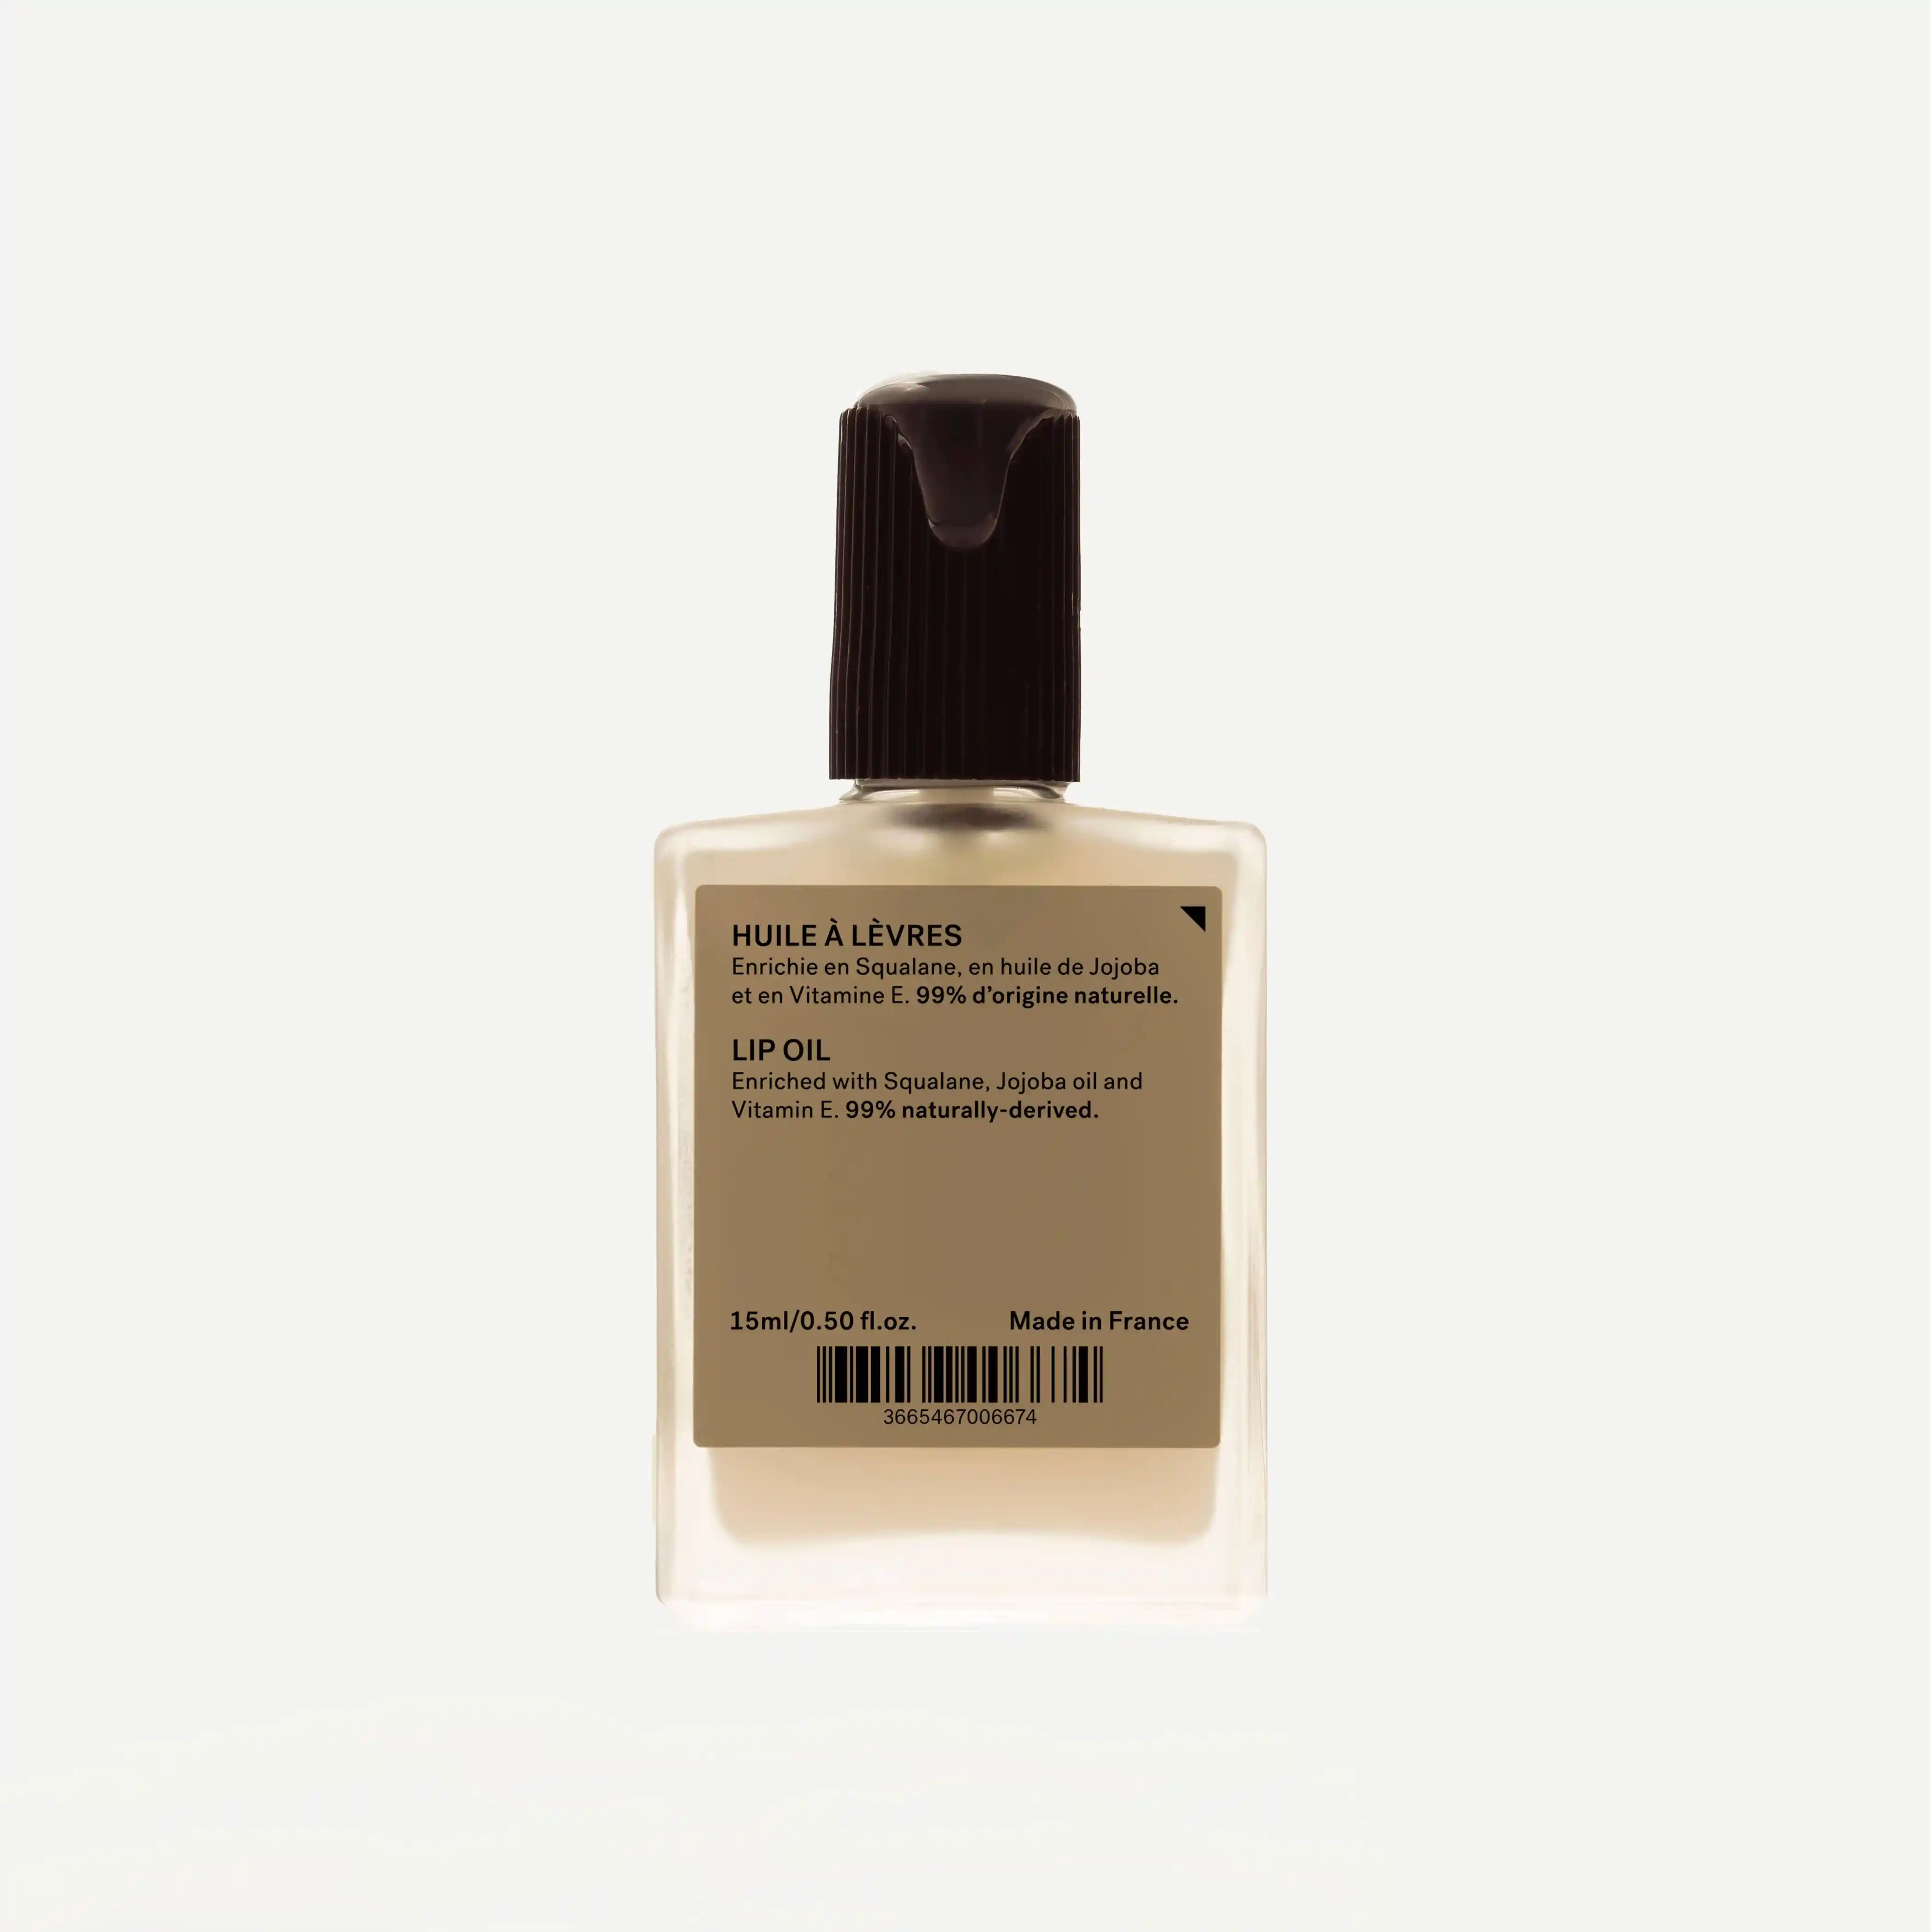 HUILE À LÈVRES
Enrichie en Squalane, en huile de Jojoba
et en Vitamine E. 99% d’origine naturelle.
LIP OIL
Enriched with Squalane, Jojoba oil and
Vitamin E. 99% naturally-derived.
15ml/0.50 fl.oz. Made in France
3665467006674